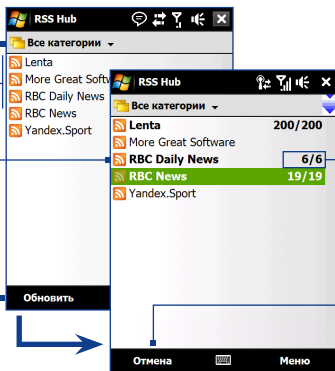 RSS Hub
Все категории
Lenta
More Great Softw
RBC Daily News
RBC News
Yandex.Sport
Обновить
RSS Hub
Все категории
Lenta 200/200
More Great Software
RBC Daily News 6/6
RBC News 19/19
Yandex.Sport
Отмена Меню